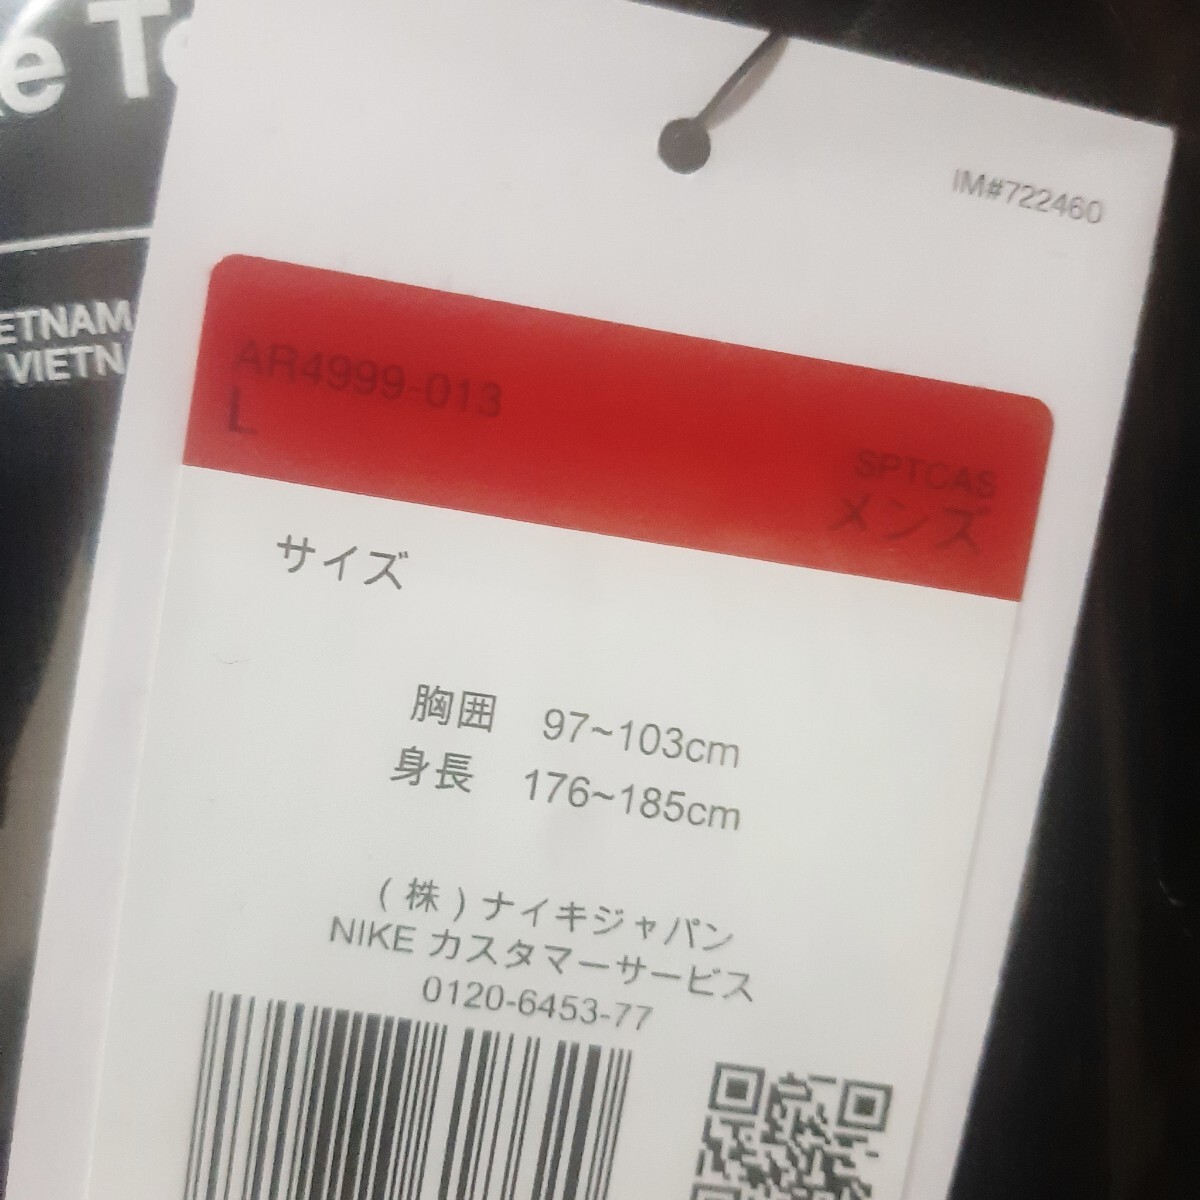 IM#722460
AR4999-013
L
SPTCAS
メンズ
サイズ
胸囲 97~103cm
身長 176~185cm
(株)ナイキジャパン
NIKE カスタマーサービス
0120-6453-77
ETNAM
VIETN